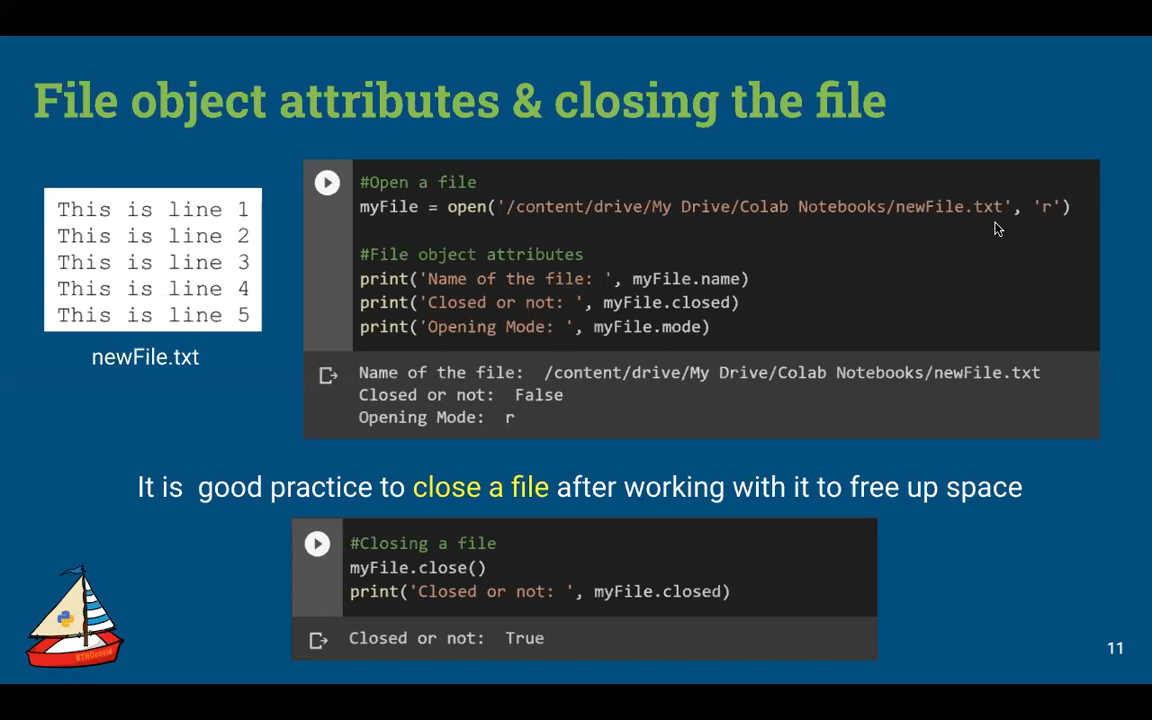 File object attributes & closing the file
This is line 1
This is line 2
This is line 3
This is line 4
This is line 5
newFile.txt
#Open a file
myFile = open('/content/drive/My Drive/Colab Notebooks/newFile.txt', 'r')
#File object attributes
print('Name of the file: ', myFile.name)
print('Closed or not: ', myFile.closed)
print('Opening Mode: ', myFile.mode)
Name of the file:  /content/drive/My Drive/Colab Notebooks/newFile.txt
Closed or not:  False
Opening Mode:  r
It is  good practice to close a file after working with it to free up space
#Closing a file
myFile.close()
print('Closed or not: ', myFile.closed)
Closed or not:  True
11